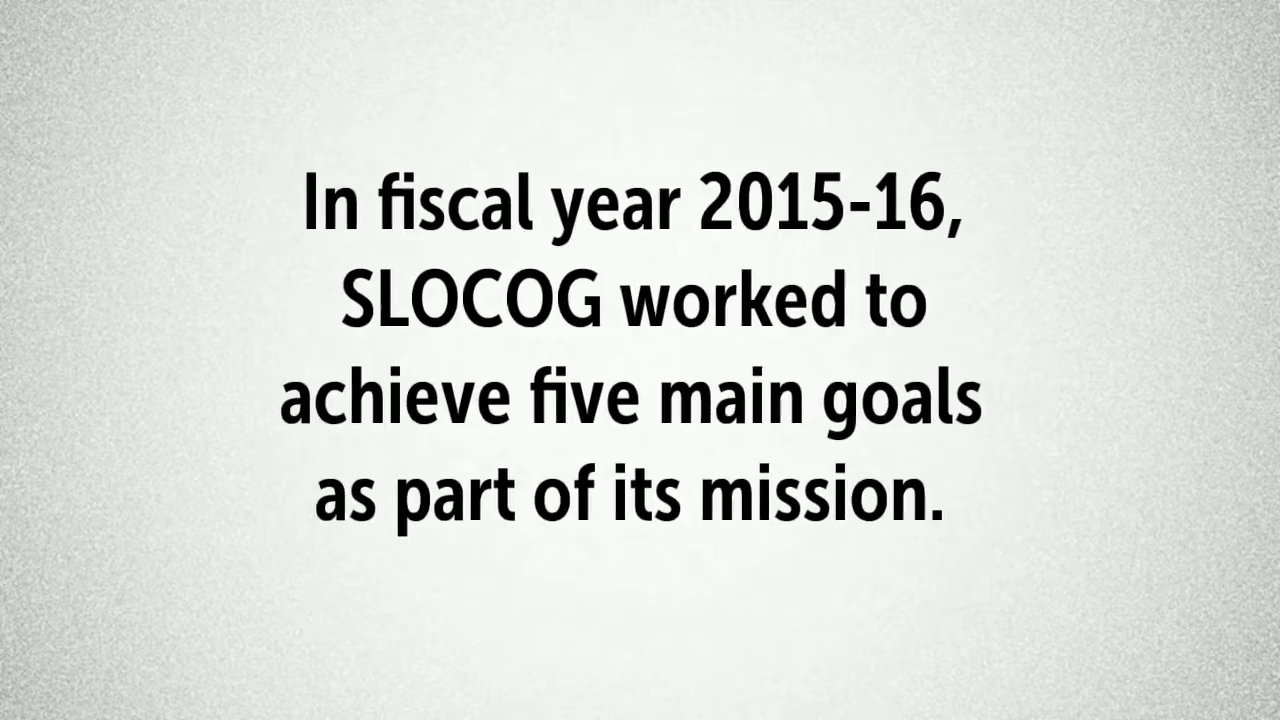 In fiscal year 2015-16,
SLOCOG worked to
achieve five main goals
as part of its mission.